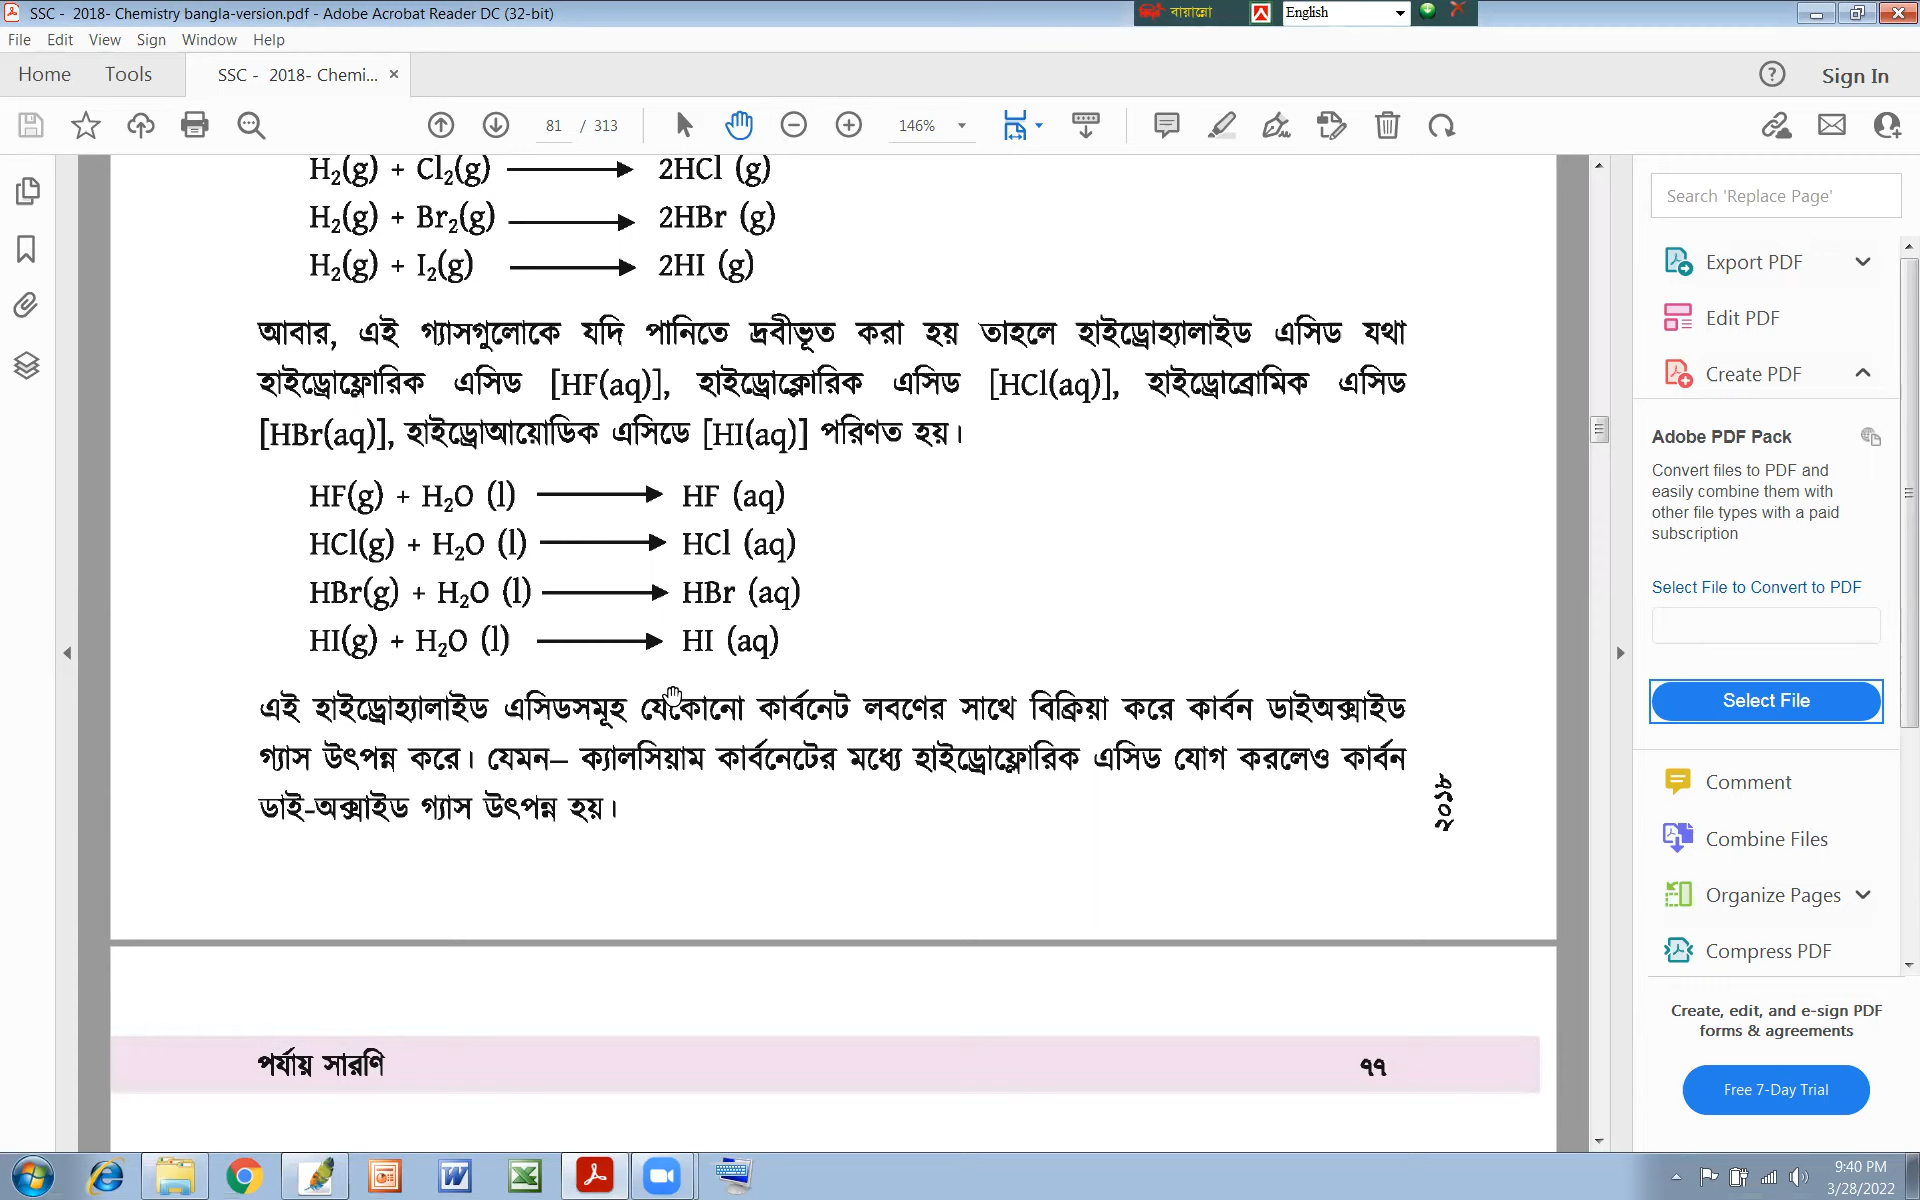 SSC - 2018- Chemistry bangla-version.pdf - Adobe Acrobat Reader DC (32-bit)
বায়ান্নো
English
File Edit View Sign Window Help
Home Tools SSC - 2018- Chemi... Sign In
81 / 313 146%
H₂(g) + Cl₂(g) ⟶ 2HCl (g)
H₂(g) + Br₂(g) ⟶ 2HBr (g)
H₂(g) + I₂(g) ⟶ 2HI (g)
আবার, এই গ্যাসগুলোকে যদি পানিতে দ্রবীভূত করা হয় তাহলে হাইড্রোহ্যালাইড এসিড যথা
হাইড্রোফ্লোরিক এসিড [HF(aq)], হাইড্রোক্লোরিক এসিড [HCl(aq)], হাইড্রোব্রোমিক এসিড
[HBr(aq)], হাইড্রোআয়োডিক এসিডে [HI(aq)] পরিণত হয়।
HF(g) + H₂O (l) ⟶ HF (aq)
HCl(g) + H₂O (l) ⟶ HCl (aq)
HBr(g) + H₂O (l) ⟶ HBr (aq)
HI(g) + H₂O (l) ⟶ HI (aq)
এই হাইড্রোহ্যালাইড এসিডসমূহ যেকোনো কার্বনেট লবণের সাথে বিক্রিয়া করে কার্বন ডাইঅক্সাইড
গ্যাস উৎপন্ন করে। যেমন– ক্যালসিয়াম কার্বনেটের মধ্যে হাইড্রোফ্লোরিক এসিড যোগ করলেও কার্বন
ডাই-অক্সাইড গ্যাস উৎপন্ন হয়।
২০১৮
পর্যায় সারণি ৭৭
Search 'Replace Page'
Export PDF
Edit PDF
Create PDF
Adobe PDF Pack
Convert files to PDF and
easily combine them with
other file types with a paid
subscription
Select File to Convert to PDF
Select File
Comment
Combine Files
Organize Pages
Compress PDF
Create, edit, and e-sign PDF
forms & agreements
Free 7-Day Trial
9:40 PM
3/28/2022